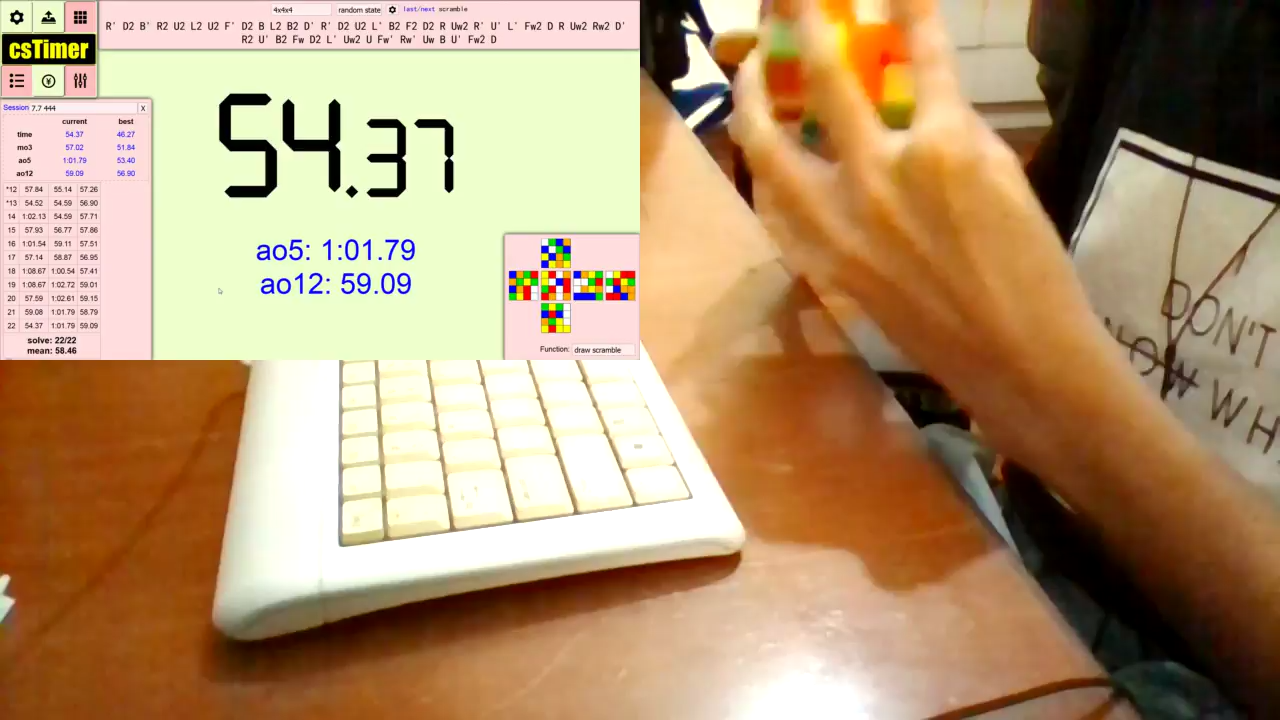 4x4x4 random state last/next scramble
R' D2 B' R2 U2 L2 U2 F' D2 B L2 B2 D' R' D2 U2 L' B2 F2 D2 R Uw2 R' U' L' Fw2 D R Uw2 Rw2 D'
R2 U' B2 Fw D2 L' Uw2 U Fw' Rw' Uw B U' Fw2 D
csTimer
Session 7.7 444 X
current best
time 54.37 46.27
mo3 57.02 51.84
ao5 1:01.79 53.40
ao12 59.09 56.90
*12 57.84 55.14 57.26
*13 54.52 54.59 56.90
14 1:02.13 54.59 57.71
15 57.93 56.77 57.86
16 1:01.54 59.11 57.51
17 57.14 58.87 56.95
18 1:08.67 1:00.54 57.41
19 1:08.67 1:02.72 59.01
20 57.59 1:02.61 59.15
21 59.08 1:01.81 58.79
22 54.37 1:01.79 59.09
solve: 22/22
mean: 58.46
54.37
ao5: 1:01.79
ao12: 59.09
Function: draw scramble
DON'T
NOW WH